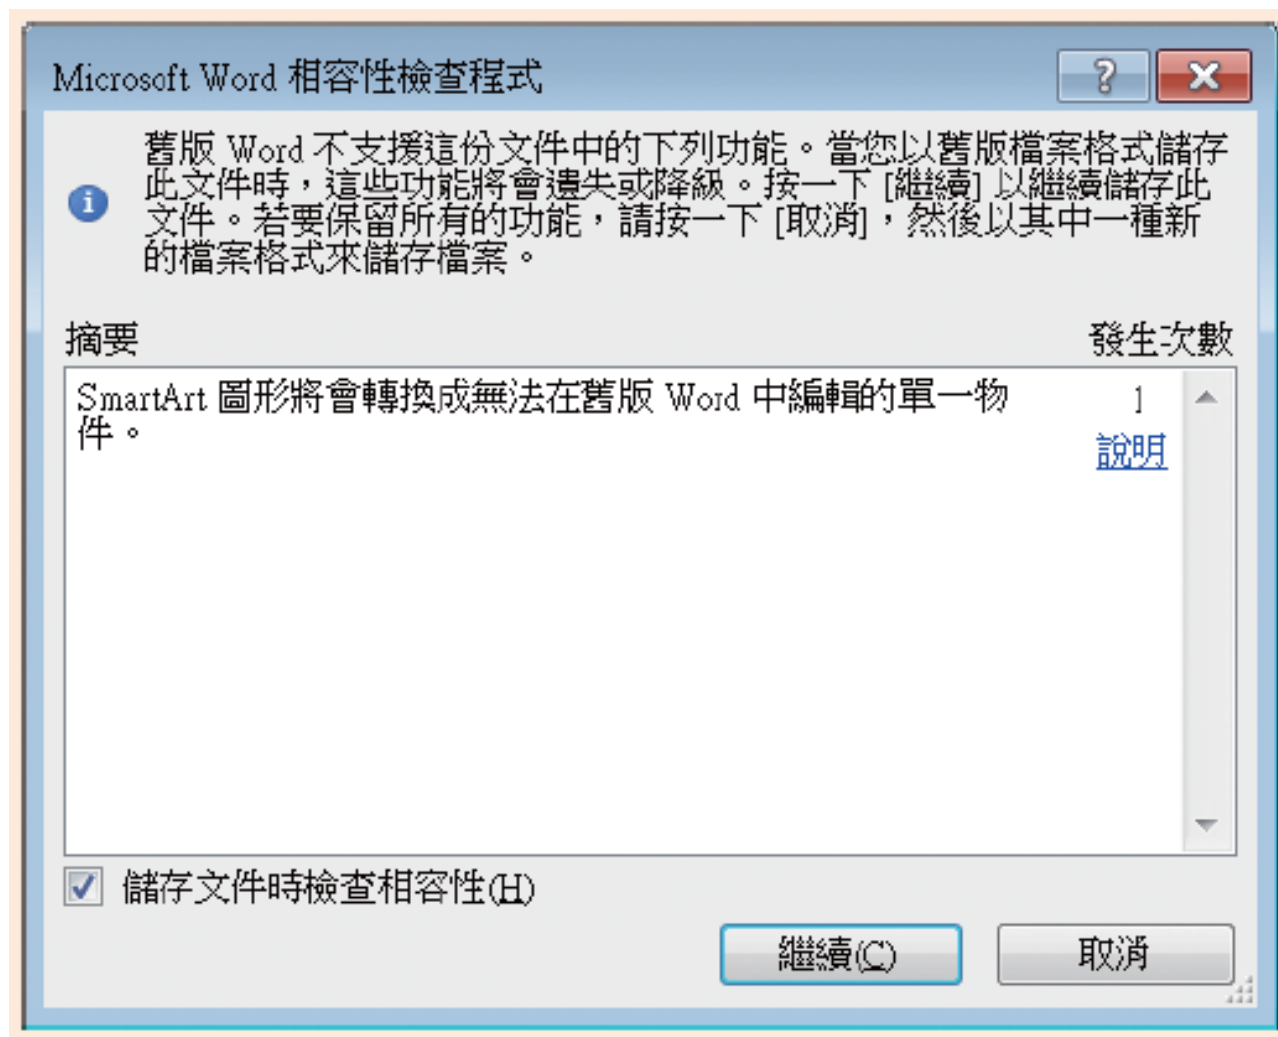 Microsoft Word 相容性檢查程式
舊版 Word 不支援這份文件中的下列功能。當您以舊版檔案格式儲存
此文件時，這些功能將會遺失或降級。按一下 [繼續] 以繼續儲存此
文件。若要保留所有的功能，請按一下 [取消]，然後以其中一種新
的檔案格式來儲存檔案。
摘要 發生次數
SmartArt 圖形將會轉換成無法在舊版 Word 中編輯的單一物 1
件。
說明
儲存文件時檢查相容性(H)
繼續(C) 取消